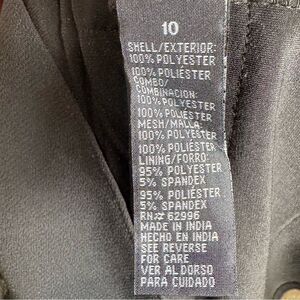 10
SHELL/EXTERIOR:
100% POLYESTER
100% POLIÉSTER
COMBO/
COMBINACION:
100% POLYESTER
100% POLIÉSTER
MESH/MALLA:
100% POLYESTER
100% POLIÉSTER
LINING/FORRO:
95% POLYESTER
5% SPANDEX
95% POLIÉSTER
5% SPANDEX
RN# 62996
MADE IN INDIA
HECHO EN INDIA
SEE REVERSE
FOR CARE
VER AL DORSO
PARA CUIDADO